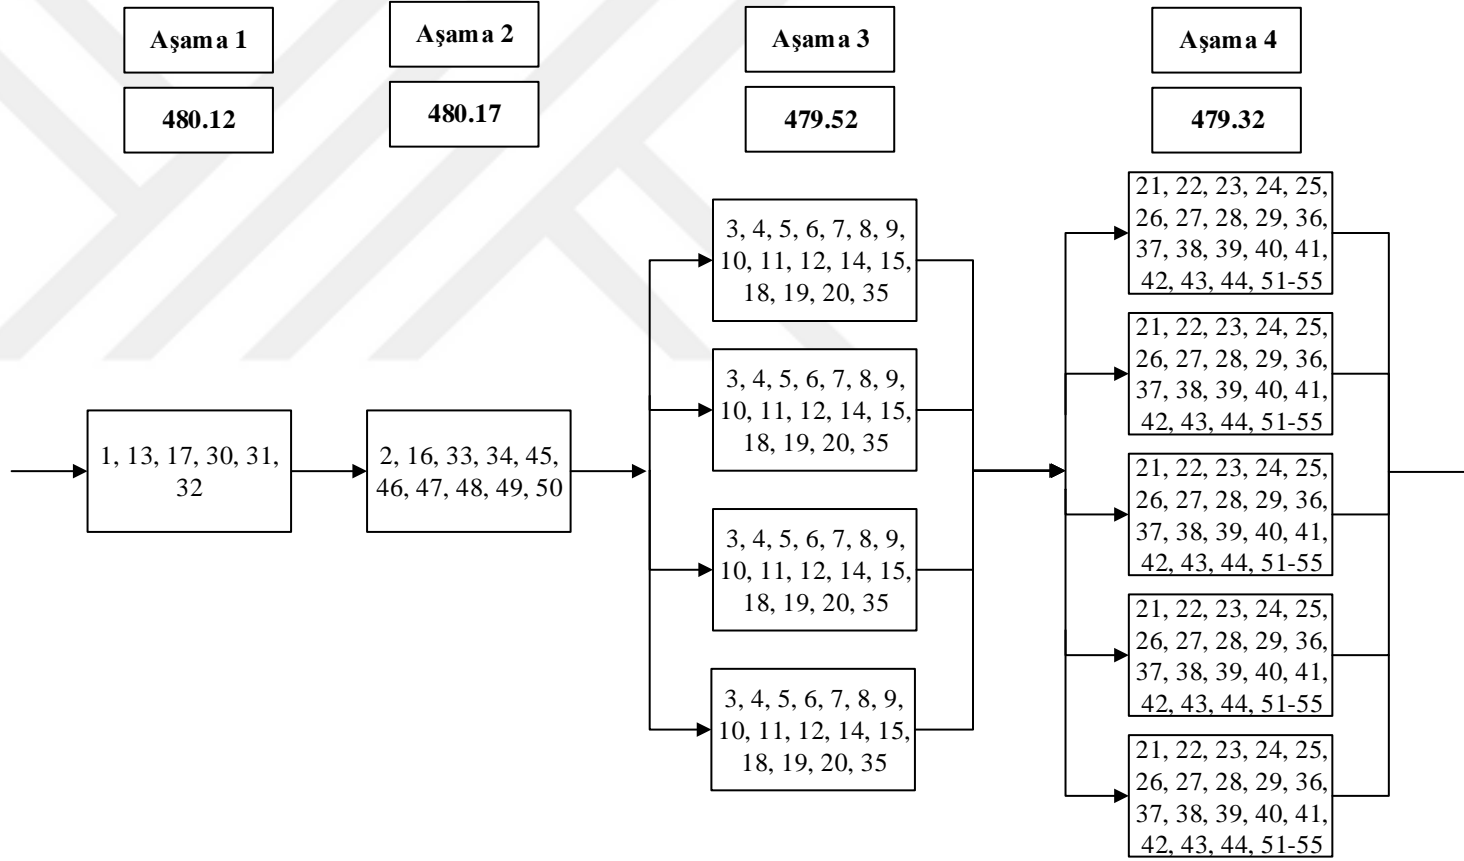 Aşama 1
480.12
1, 13, 17, 30, 31,
32
Aşama 2
480.17
2, 16, 33, 34, 45,
46, 47, 48, 49, 50
Aşama 3
479.52
3, 4, 5, 6, 7, 8, 9,
10, 11, 12, 14, 15,
18, 19, 20, 35
3, 4, 5, 6, 7, 8, 9,
10, 11, 12, 14, 15,
18, 19, 20, 35
3, 4, 5, 6, 7, 8, 9,
10, 11, 12, 14, 15,
18, 19, 20, 35
3, 4, 5, 6, 7, 8, 9,
10, 11, 12, 14, 15,
18, 19, 20, 35
Aşama 4
479.32
21, 22, 23, 24, 25,
26, 27, 28, 29, 36,
37, 38, 39, 40, 41,
42, 43, 44, 51-55
21, 22, 23, 24, 25,
26, 27, 28, 29, 36,
37, 38, 39, 40, 41,
42, 43, 44, 51-55
21, 22, 23, 24, 25,
26, 27, 28, 29, 36,
37, 38, 39, 40, 41,
42, 43, 44, 51-55
21, 22, 23, 24, 25,
26, 27, 28, 29, 36,
37, 38, 39, 40, 41,
42, 43, 44, 51-55
21, 22, 23, 24, 25,
26, 27, 28, 29, 36,
37, 38, 39, 40, 41,
42, 43, 44, 51-55